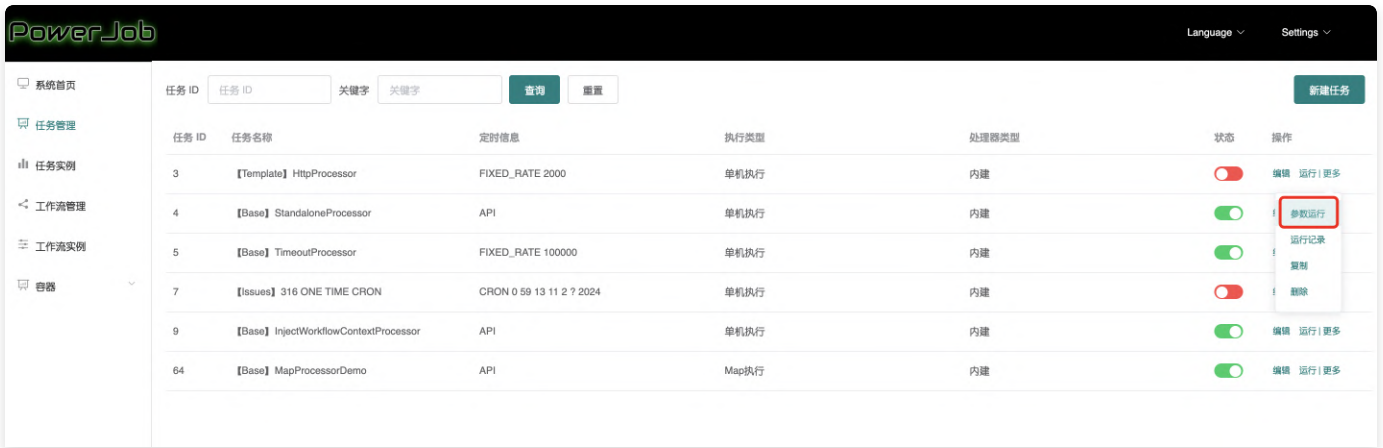 PowerJob
Language Settings
系统首页
任务管理
任务实例
工作流管理
工作流实例
容器
任务 ID 任务 ID 关键字 关键字 查询 重置 新建任务
任务 ID 任务名称 定时信息 执行类型 处理器类型 状态 操作
3 【Template】HttpProcessor FIXED_RATE 2000 单机执行 内建 编辑 运行 | 更多
4 【Base】StandaloneProcessor API 单机执行 内建
5 【Base】TimeoutProcessor FIXED_RATE 100000 单机执行 内建
7 【Issues】316 ONE TIME CRON CRON 0 59 13 11 2 ? 2024 单机执行 内建
9 【Base】InjectWorkflowContextProcessor API 单机执行 内建 编辑 运行 | 更多
64 【Base】MapProcessorDemo API Map执行 内建 编辑 运行 | 更多
参数运行
运行记录
复制
删除